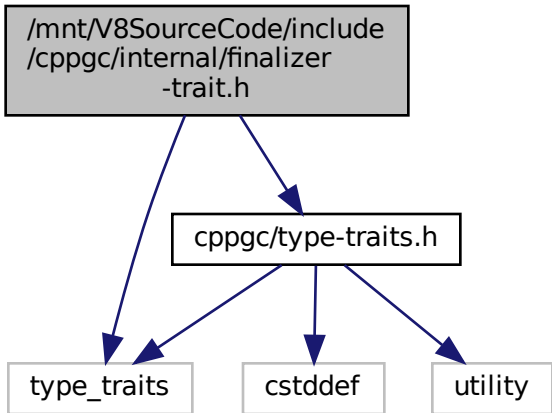 /mnt/V8SourceCode/include
/cppgc/internal/finalizer
-trait.h
cppgc/type-traits.h
type_traits
cstddef
utility